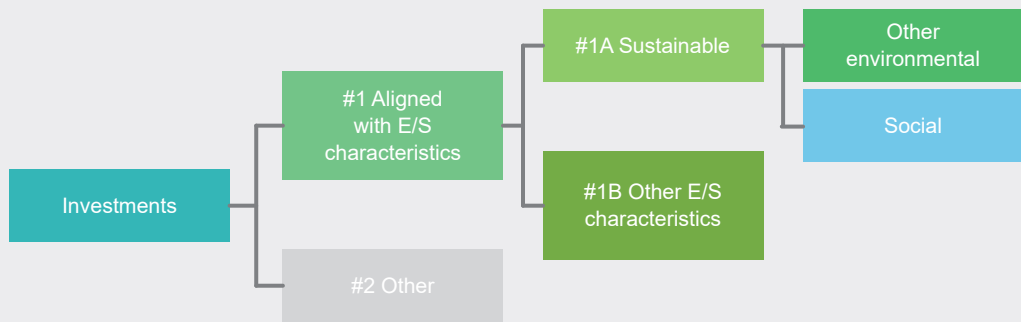 Investments
#1 Aligned
with E/S
characteristics
#2 Other
#1A Sustainable
#1B Other E/S
characteristics
Other
environmental
Social